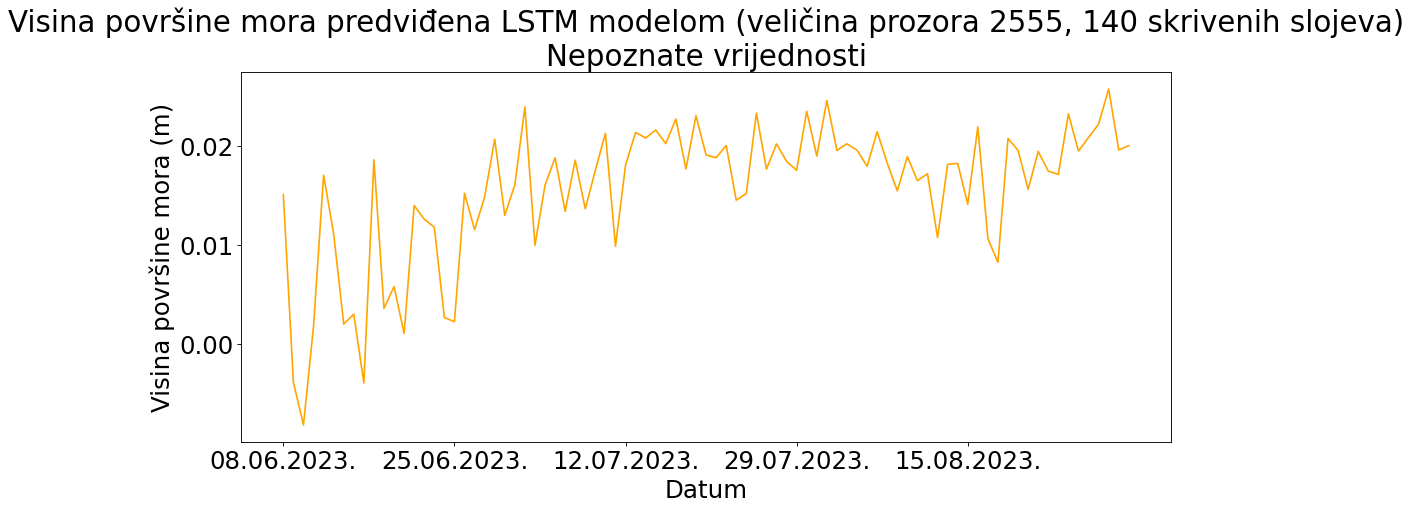 Visina površine mora predviđena LSTM modelom (veličina prozora 2555, 140 skrivenih slojeva)
Nepoznate vrijednosti
Visina površine mora (m)
0.02
0.01
0.00
08.06.2023. 25.06.2023. 12.07.2023. 29.07.2023. 15.08.2023.
Datum